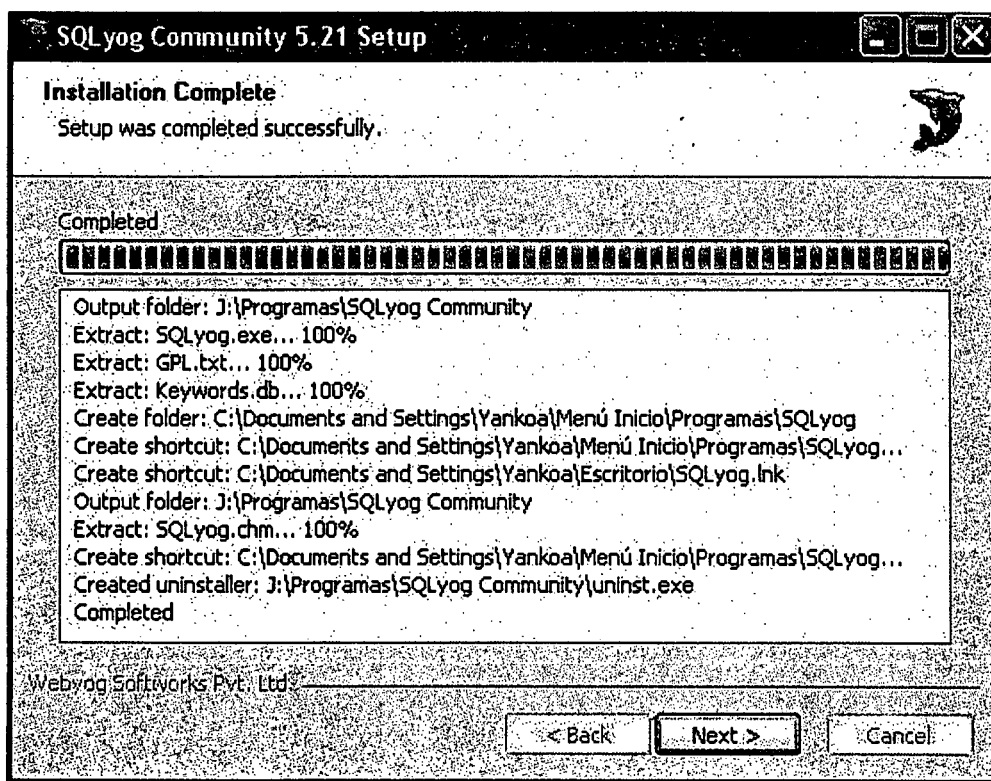 SQLyog Community 5.21 Setup
Installation Complete
Setup was completed successfully.
Completed
Output folder: J:\Programas\SQLyog Community
Extract: SQLyog.exe... 100%
Extract: GPL.txt... 100%
Extract: Keywords.db... 100%
Create folder: C:\Documents and Settings\Yankoa\Menú Inicio\Programas\SQLyog
Create shortcut: C:\Documents and Settings\Yankoa\Menú Inicio\Programas\SQLyog...
Create shortcut: C:\Documents and Settings\Yankoa\Escritorio\SQLyog.lnk
Output folder: J:\Programas\SQLyog Community
Extract: SQLyog.chm... 100%
Create shortcut: C:\Documents and Settings\Yankoa\Menú Inicio\Programas\SQLyog...
Created uninstaller: J:\Programas\SQLyog Community\uninst.exe
Completed
Webyog Softworks Pvt. Ltd.
< Back Next > Cancel